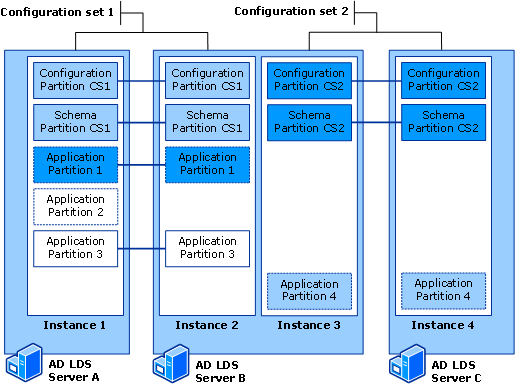 Configuration set 1
Configuration set 2
Configuration
Partition CS1
Configuration
Partition CS1
Configuration
Partition CS2
Configuration
Partition CS2
Schema
Partition CS1
Schema
Partition CS1
Schema
Partition CS2
Schema
Partition CS2
Application
Partition 1
Application
Partition 1
Application
Partition 2
Application
Partition 3
Application
Partition 3
Application
Partition 4
Application
Partition 4
Instance 1
Instance 2
Instance 3
Instance 4
AD LDS
Server A
AD LDS
Server B
AD LDS
Server C